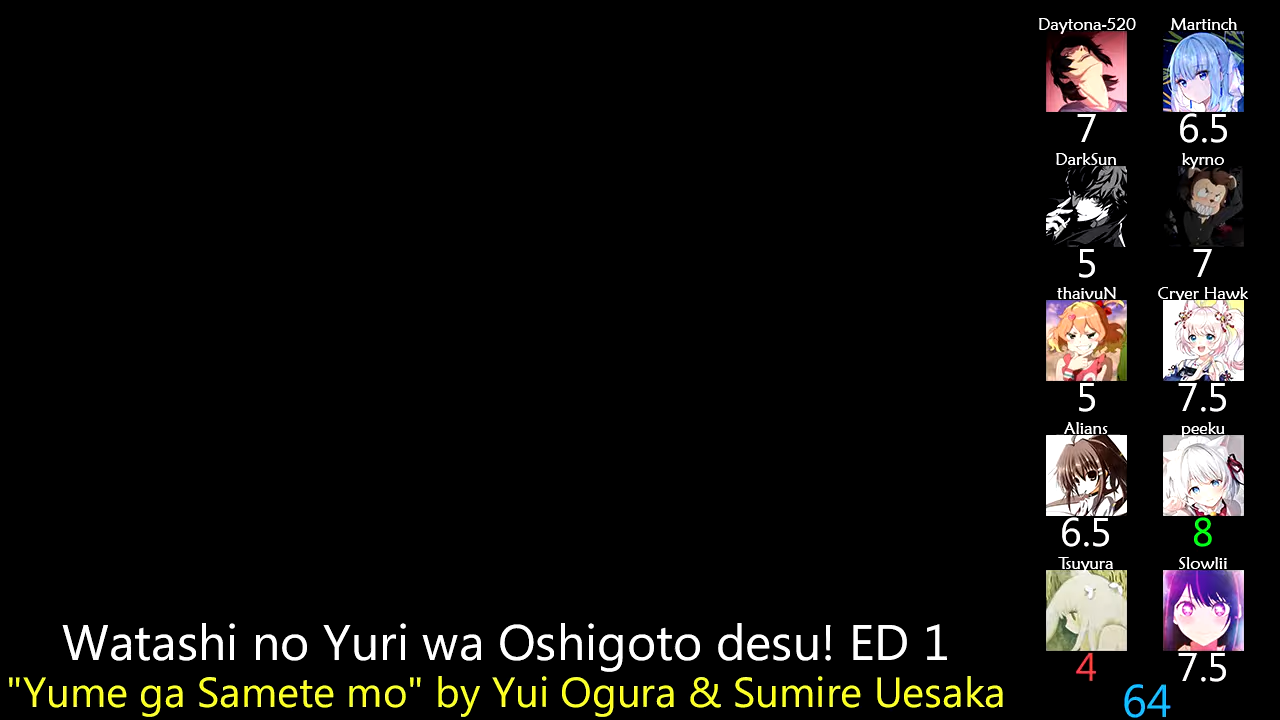 Daytona-520 Martinch
7 6.5
DarkSun kyrno
5 7
thaivuN Cryer Hawk
5 7.5
Alians peeku
6.5 8
Tsuyura Slowlii
4 7.5
Watashi no Yuri wa Oshigoto desu! ED 1
"Yume ga Samete mo" by Yui Ogura & Sumire Uesaka
64